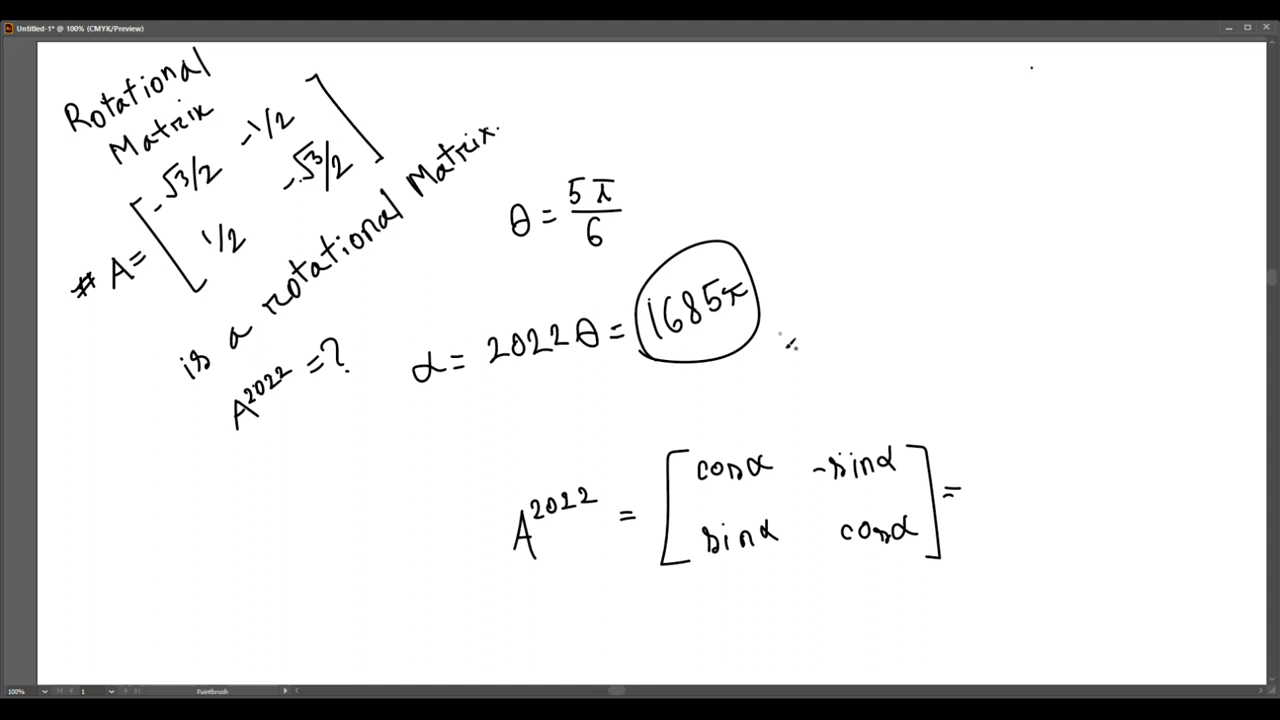 Untitled-1* @ 100% (CMYK/Preview)
Rotational
Matrix
# A = [ -√3/2 -1/2
1/2 -√3/2 ]
is a rotational Matrix.
A^2022 = ?
θ = 5π/6
α = 2022θ = 1685π
A^2022 = [ cosα -sinα
sinα cosα ] =
100% 1 Paintbrush